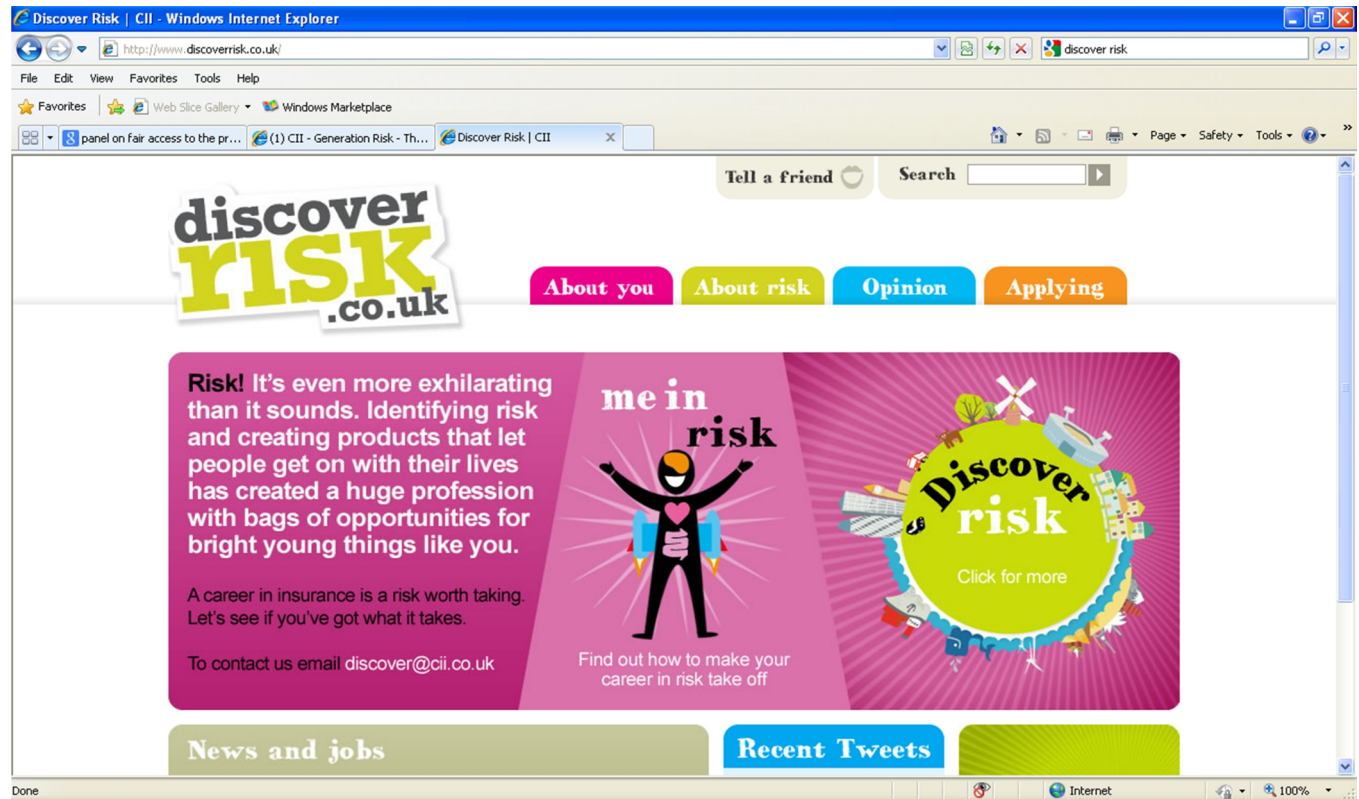 Discover Risk | CII - Windows Internet Explorer
http://www.discoverrisk.co.uk/
discover risk
File Edit View Favorites Tools Help
Favorites Web Slice Gallery Windows Marketplace
panel on fair access to the pr... (1) CII - Generation Risk - Th... Discover Risk | CII x
Page Safety Tools
Tell a friend Search
discover
risk
.co.uk
About you About risk Opinion Applying
Risk! It's even more exhilarating
than it sounds. Identifying risk
and creating products that let
people get on with their lives
has created a huge profession
with bags of opportunities for
bright young things like you.
A career in insurance is a risk worth taking.
Let's see if you've got what it takes.
To contact us email discover@cii.co.uk
me in
risk
Find out how to make your
career in risk take off
Discover
risk
Click for more
News and jobs
Recent Tweets
Done Internet 100%